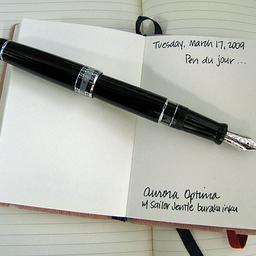 Tuesday, March 17, 2009
Pen du jour...
Aurora Optima
w/ Sailor Jentle buraku inku